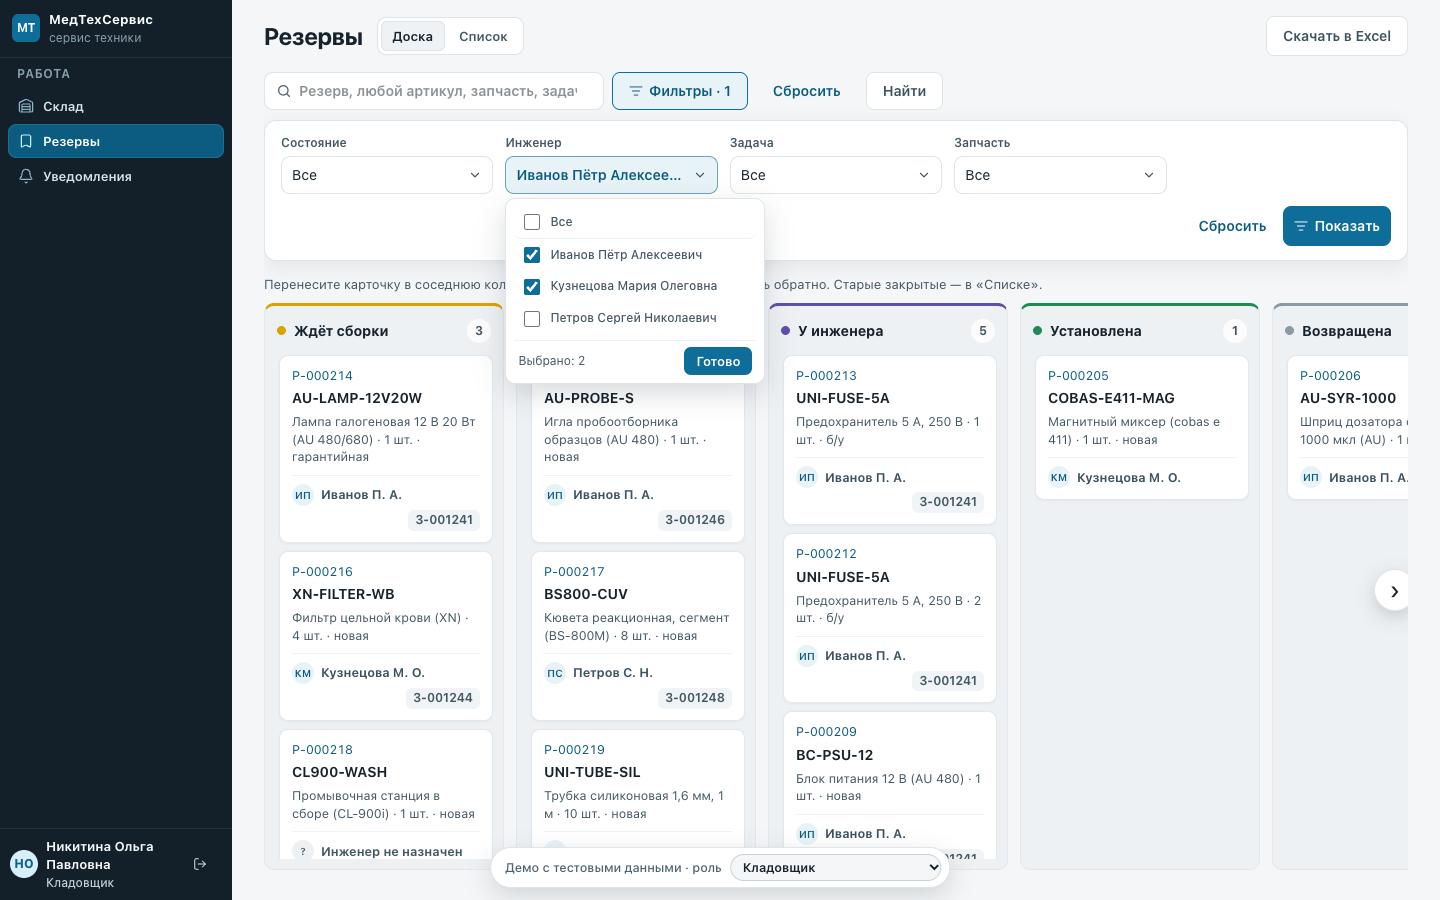 МТ
МедТехСервис
сервис техники
РАБОТА
Склад
Резервы
Уведомления
НО
Никитина Ольга
Павловна
Кладовщик
Резервы
Доска
Список
Скачать в Excel
Резерв, любой артикул, запчасть, зада
Фильтры · 1
Сбросить
Найти
Состояние
Все
Инженер
Иванов Пётр Алексее...
Задача
Все
Запчасть
Все
Все
Иванов Пётр Алексеевич
Кузнецова Мария Олеговна
Петров Сергей Николаевич
Выбрано: 2
Готово
Сбросить
Показать
Перенесите карточку в соседнюю кол
обратно. Старые закрытые — в «Списке».
Ждёт сборки
3
P-000214
AU-LAMP-12V20W
Лампа галогеновая 12 В 20 Вт
(AU 480/680) · 1 шт. ·
гарантийная
ИП
Иванов П. А.
З-001241
P-000216
XN-FILTER-WB
Фильтр цельной крови (XN) ·
4 шт. · новая
КМ
Кузнецова М. О.
З-001244
P-000218
CL900-WASH
Промывочная станция в
сборе (CL-900i) · 1 шт. · новая
?
Инженер не назначен
AU-PROBE-S
Игла пробоотборника
образцов (AU 480) · 1 шт. ·
новая
ИП
Иванов П. А.
З-001246
P-000217
BS800-CUV
Кювета реакционная, сегмент
(BS-800M) · 8 шт. · новая
ПС
Петров С. Н.
З-001248
P-000219
UNI-TUBE-SIL
Трубка силиконовая 1,6 мм, 1
м · 10 шт. · новая
У инженера
5
P-000213
UNI-FUSE-5A
Предохранитель 5 А, 250 В · 1
шт. · б/у
ИП
Иванов П. А.
З-001241
P-000212
UNI-FUSE-5A
Предохранитель 5 А, 250 В · 2
шт. · б/у
ИП
Иванов П. А.
З-001241
P-000209
BC-PSU-12
Блок питания 12 В (AU 480) · 1
шт. · новая
ИП
Иванов П. А.
Установлена
1
P-000205
COBAS-E411-MAG
Магнитный миксер (cobas e
411) · 1 шт. · новая
КМ
Кузнецова М. О.
Возвращена
P-000206
AU-SYR-1000
Шприц дозатора
1000 мкл (AU) · 1
ИП
Иванов П. А.
Демо с тестовыми данными · роль
Кладовщик